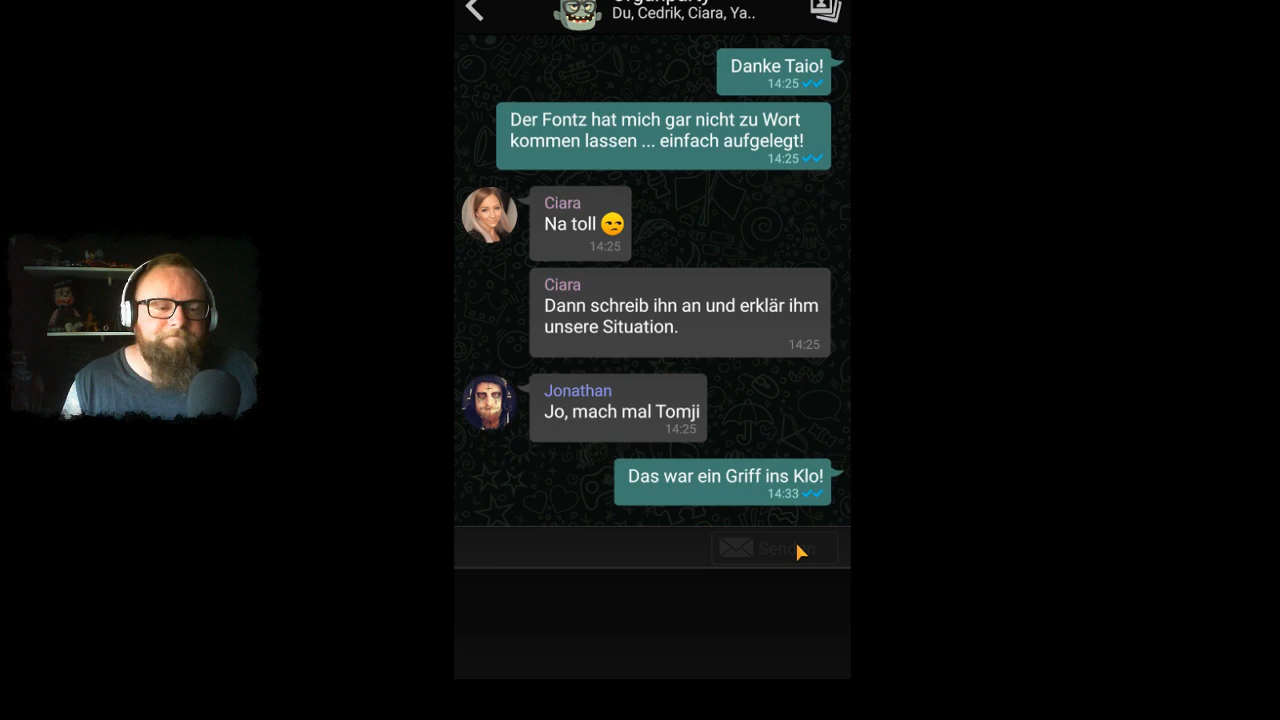 Organparty
Du, Cedrik, Ciara, Ya..
Danke Taio!
14:25
Der Fontz hat mich gar nicht zu Wort
kommen lassen ... einfach aufgelegt!
14:25
Ciara
Na toll 😒
14:25
Ciara
Dann schreib ihn an und erklär ihm
unsere Situation.
14:25
Jonathan
Jo, mach mal Tomji
14:25
Das war ein Griff ins Klo!
14:33
Senden